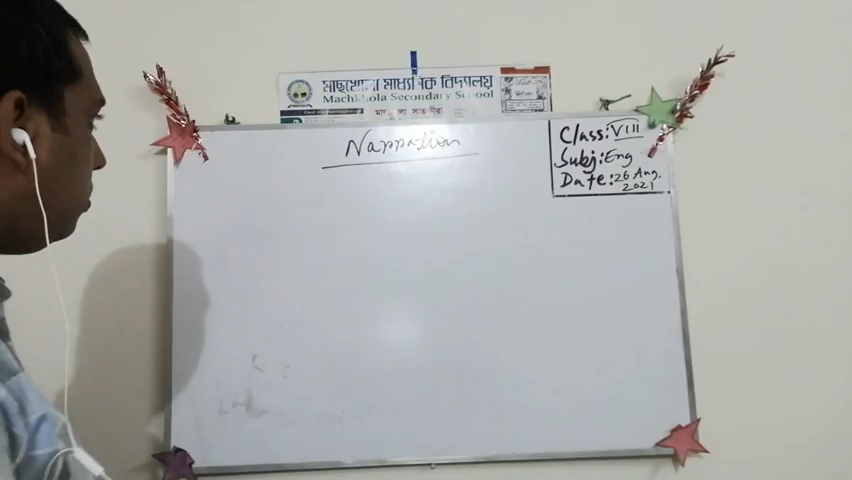 মাছখোলা মাধ্যমিক বিদ্যালয়
Machkhola Secondary School
Narration
Class: VIII
Subj: Eng
Date: 26 Aug.
2021